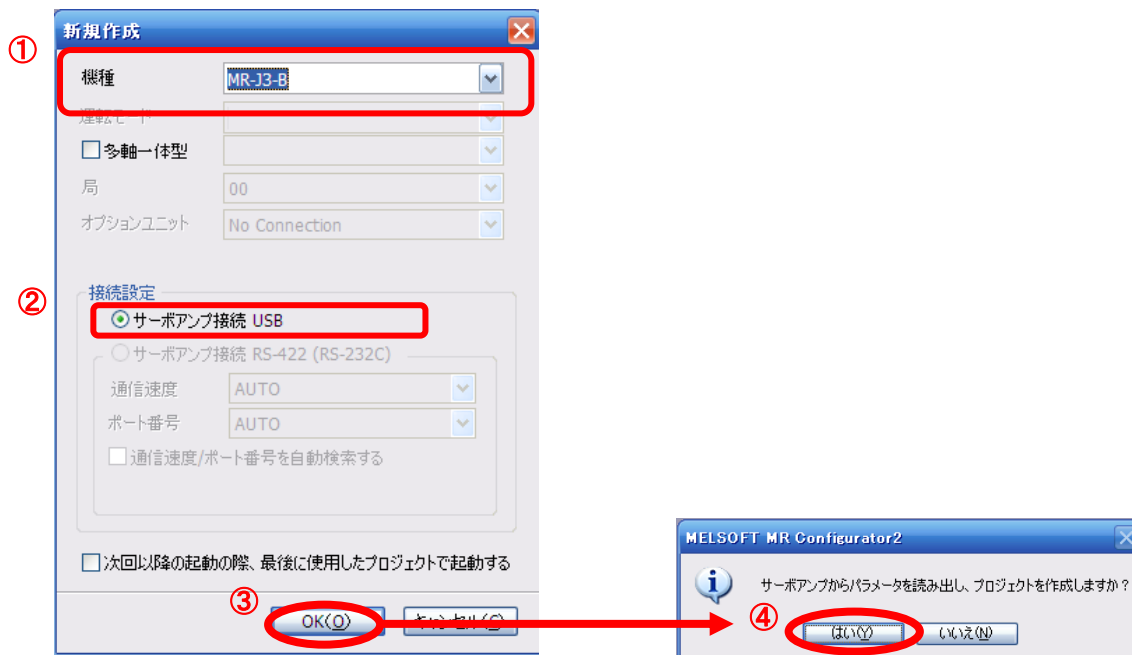 新規作成
①
機種 MR-J3-B
運転モード
多軸一体型
局 00
オプションユニット No Connection
②
接続設定
サーボアンプ接続 USB
サーボアンプ接続 RS-422 (RS-232C)
通信速度 AUTO
ポート番号 AUTO
通信速度/ポート番号を自動検索する
次回以降の起動の際、最後に使用したプロジェクトで起動する
③
OK(O) キャンセル(C)
MELSOFT MR Configurator2
サーボアンプからパラメータを読み出し、プロジェクトを作成しますか?
④
はい(Y) いいえ(N)